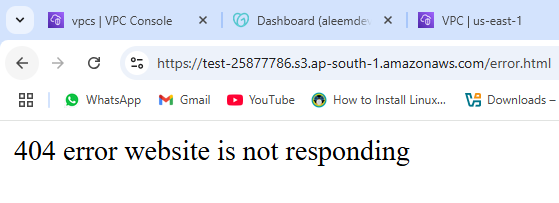 vpcs | VPC Console
Dashboard (aleemde
VPC | us-east-1
https://test-25877786.s3.ap-south-1.amazonaws.com/error.html
WhatsApp
Gmail
YouTube
How to Install Linux...
Downloads –
404 error website is not responding